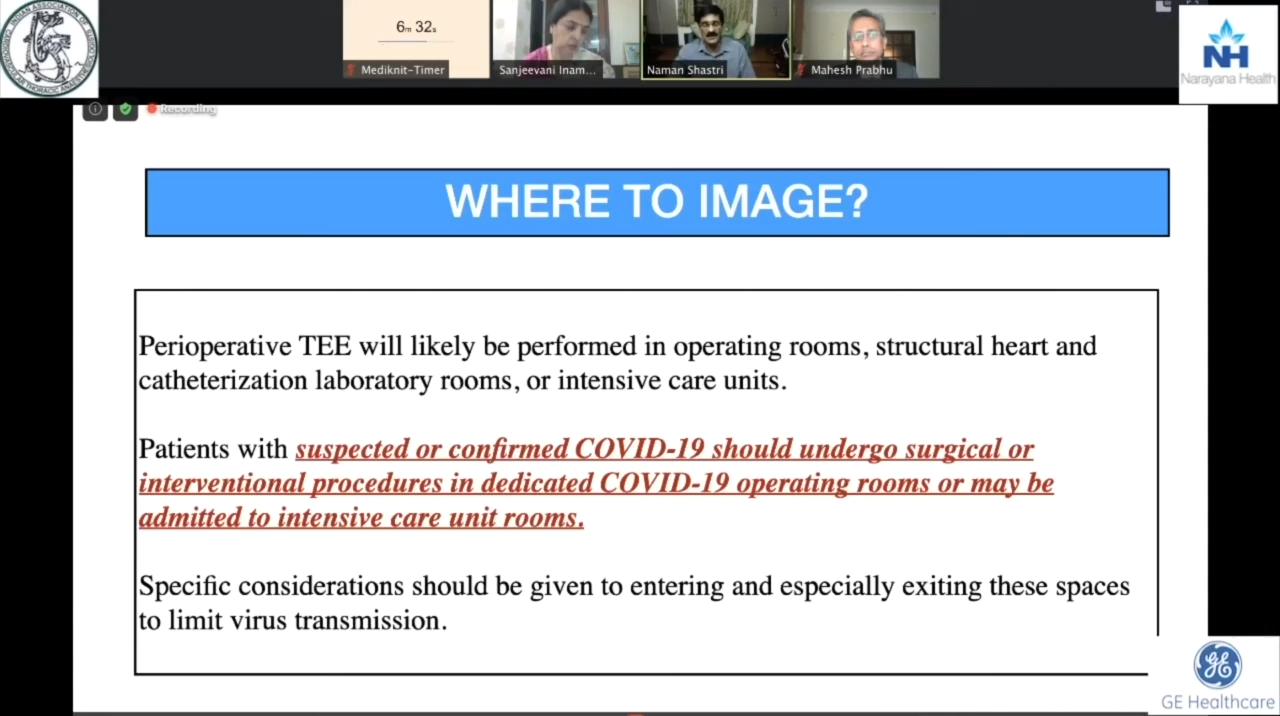 6m 32s
Mediknit-Timer
Sanjeevani Inam...
Naman Shastri
Mahesh Prabhu
NH
Narayana Health
Recording
WHERE TO IMAGE?
Perioperative TEE will likely be performed in operating rooms, structural heart and
catheterization laboratory rooms, or intensive care units.
Patients with suspected or confirmed COVID-19 should undergo surgical or
interventional procedures in dedicated COVID-19 operating rooms or may be
admitted to intensive care unit rooms.
Specific considerations should be given to entering and especially exiting these spaces
to limit virus transmission.
GE
GE Healthcare